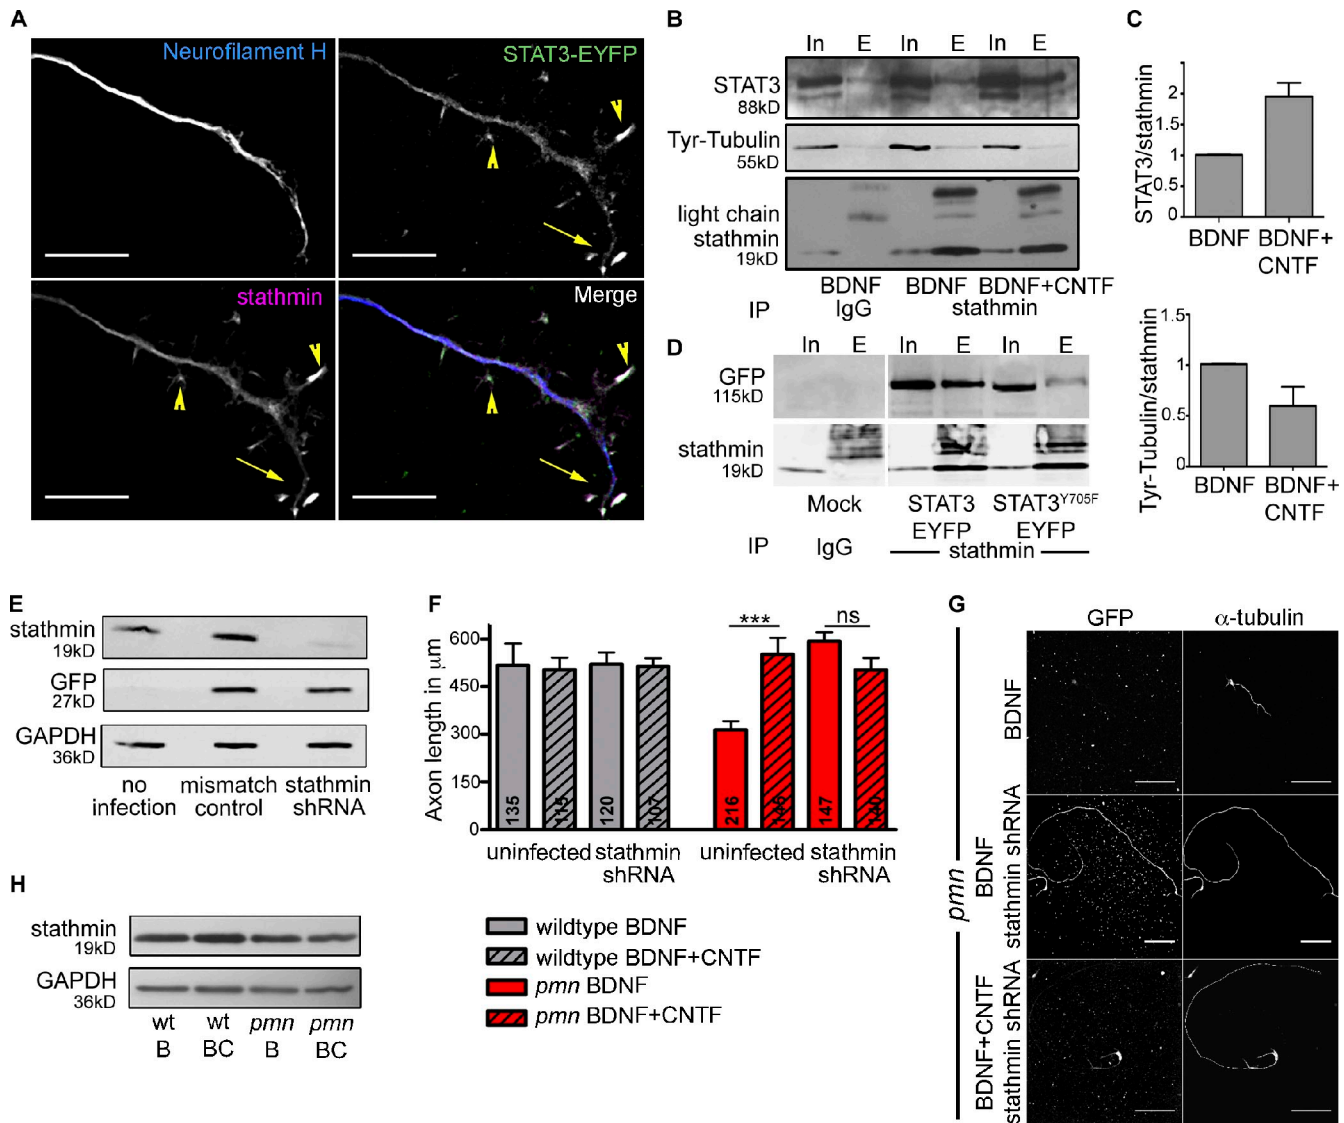 A
Neurofilament H
STAT3-EYFP
stathmin
Merge
B
In E In E In E
STAT3
88kD
Tyr-Tubulin
55kD
light chain
stathmin
19kD
BDNF BDNF BDNF+CNTF
IP IgG stathmin
C
STAT3/stathmin
2
1
0.5
0
BDNF BDNF+
CNTF
Tyr-Tubulin/stathmin
1.5
1
0.5
0
BDNF BDNF+
CNTF
D
In E In E In E
GFP
115kD
stathmin
19kD
Mock STAT3 STAT3Y705F
EYFP EYFP
IP IgG stathmin
E
stathmin
19kD
GFP
27kD
GAPDH
36kD
no mismatch stathmin
infection control shRNA
F
Axon length in µm
600
450
300
150
0
*** ns
135 115 120 107 216 146 147 140
uninfected stathmin uninfected stathmin
shRNA shRNA
wildtype BDNF
wildtype BDNF+CNTF
pmn BDNF
pmn BDNF+CNTF
G
GFP α-tubulin
pmn
BDNF
BDNF
stathmin shRNA
BDNF+CNTF
stathmin shRNA
H
stathmin
19kD
GAPDH
36kD
wt wt pmn pmn
B BC B BC